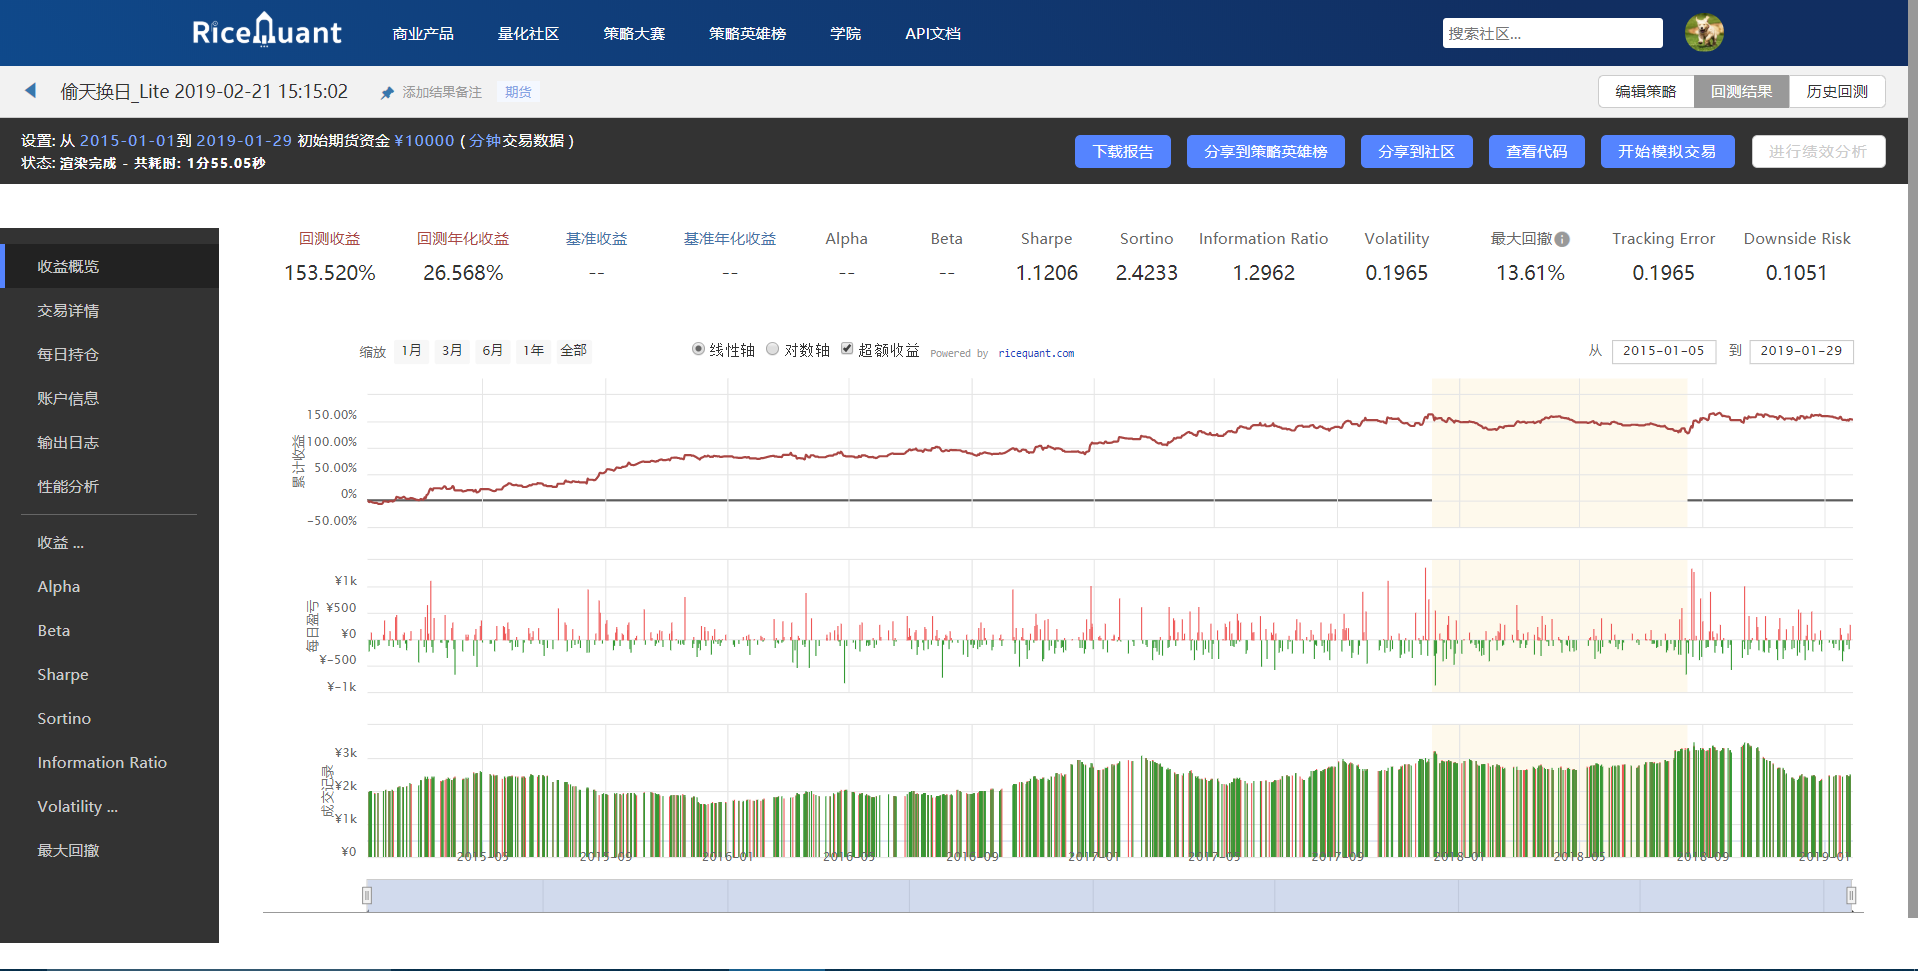 RiceQuant 商业产品 量化社区 策略大赛 策略英雄榜 学院 API文档 搜索社区...
偷天换日_Lite 2019-02-21 15:15:02 添加结果备注 期货 编辑策略 回测结果 历史回测
设置: 从 2015-01-01到 2019-01-29 初始期货资金 ¥10000 ( 分钟交易数据 )
状态: 渲染完成 - 共耗时: 1分55.05秒
下载报告 分享到策略英雄榜 分享到社区 查看代码 开始模拟交易 进行绩效分析
收益概览
交易详情
每日持仓
账户信息
输出日志
性能分析
收益 ...
Alpha
Beta
Sharpe
Sortino
Information Ratio
Volatility ...
最大回撤
回测收益 回测年化收益 基准收益 基准年化收益 Alpha Beta Sharpe Sortino Information Ratio Volatility 最大回撤 Tracking Error Downside Risk
153.520% 26.568% -- -- -- -- 1.1206 2.4233 1.2962 0.1965 13.61% 0.1965 0.1051
缩放 1月 3月 6月 1年 全部 线性轴 对数轴 超额收益 Powered by ricequant.com 从 2015-01-05 到 2019-01-29
累计收益
150.00%
100.00%
50.00%
0%
-50.00%
每日盈亏
¥1k
¥500
¥0
¥-500
¥-1k
成交记录
¥3k
¥2k
¥1k
¥0
2015-05 2015-09 2016-01 2016-05 2016-09 2017-01 2017-05 2017-09 2018-01 2018-05 2018-09 2019-01